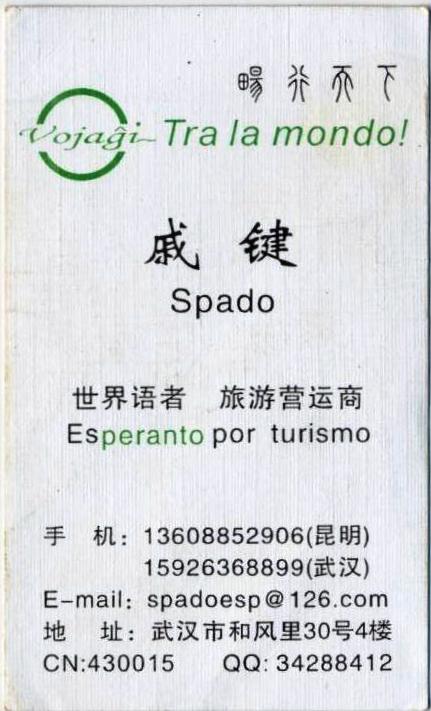 暢行天下
Vojaĝi Tra la mondo!
戚 键
Spado
世界语者 旅游营运商
Esperanto por turismo
手 机：13608852906(昆明)
15926368899(武汉)
E-mail：spadoesp@126.com
地 址：武汉市和风里30号4楼
CN:430015 QQ: 34288412